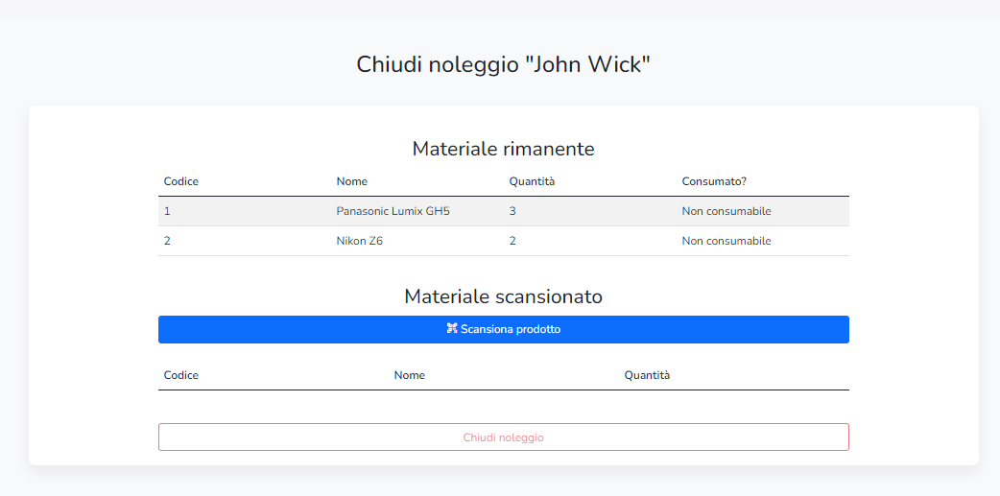 Chiudi noleggio "John Wick"
Materiale rimanente
Codice Nome Quantità Consumato?
1 Panasonic Lumix GH5 3 Non consumabile
2 Nikon Z6 2 Non consumabile
Materiale scansionato
Scansiona prodotto
Codice Nome Quantità
Chiudi noleggio